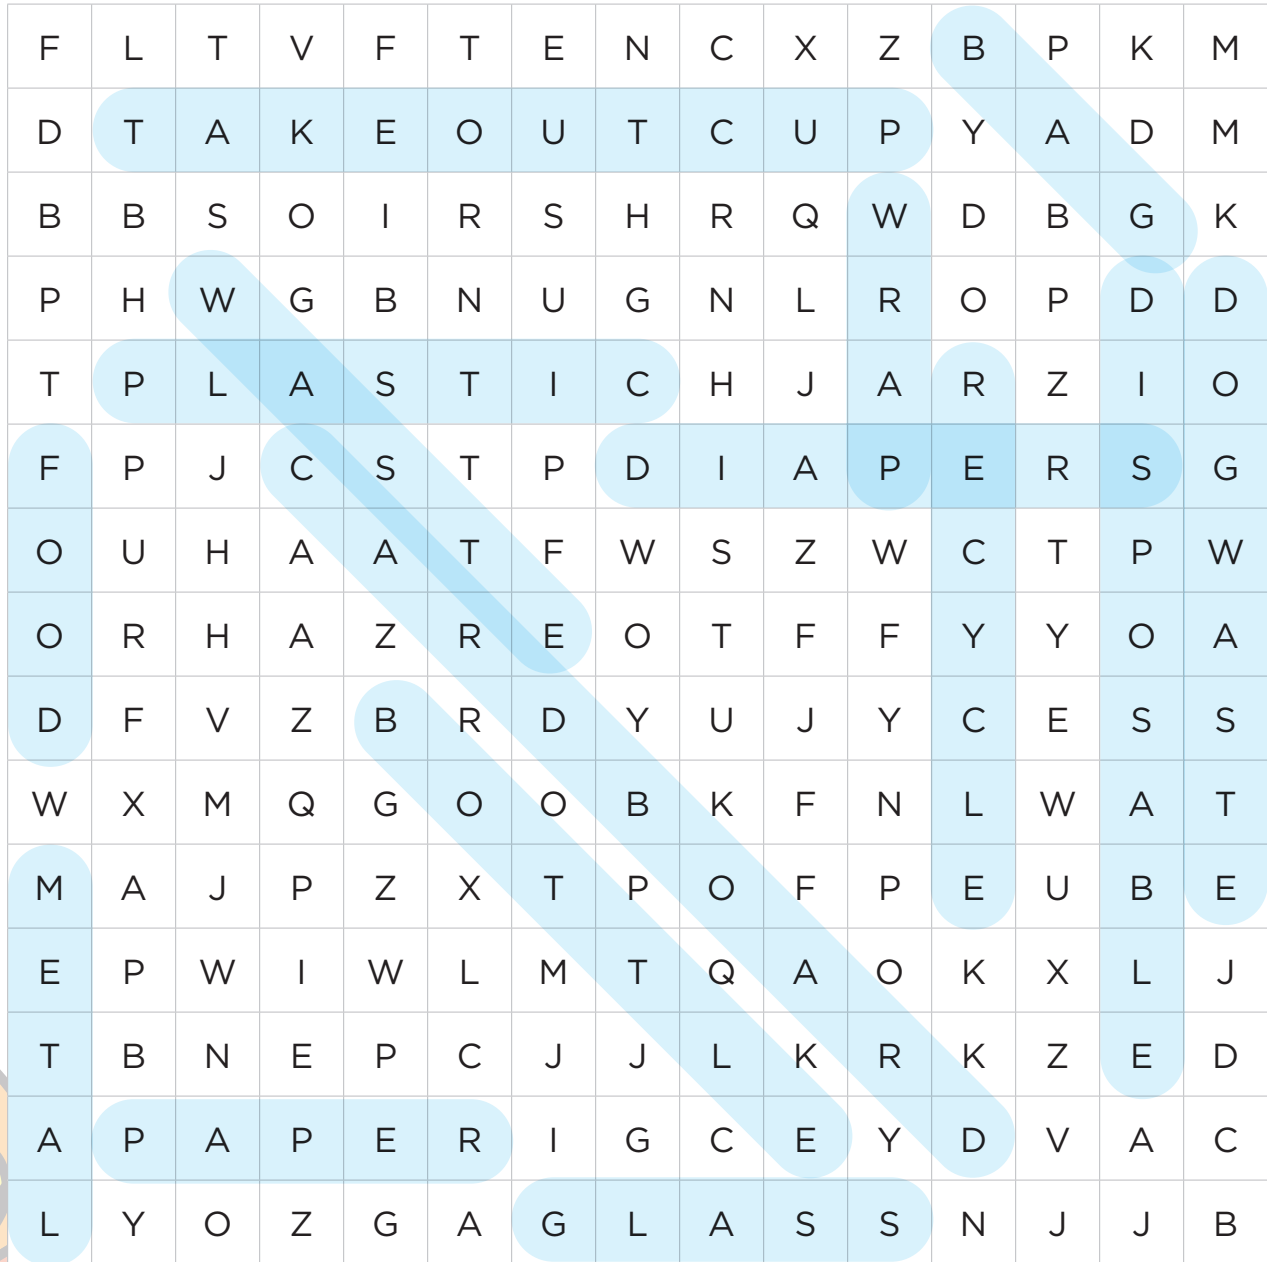 F L T V F T E N C X Z B P K M
D T A K E O U T C U P Y A D M
B B S O I R S H R Q W D B G K
P H W G B N U G N L R O P D D
T P L A S T I C H J A R Z I O
F P J C S T P D I A P E R S G
O U H A A T F W S Z W C T P W
O R H A Z R E O T F F Y Y O A
D F V Z B R D Y U J Y C E S S
W X M Q G O O B K F N L W A T
M A J P Z X T P O F P E U B E
E P W I W L M T Q A O K X L J
T B N E P C J J L K R K Z E D
A P A P E R I G C E Y D V A C
L Y O Z G A G L A S S N J J B